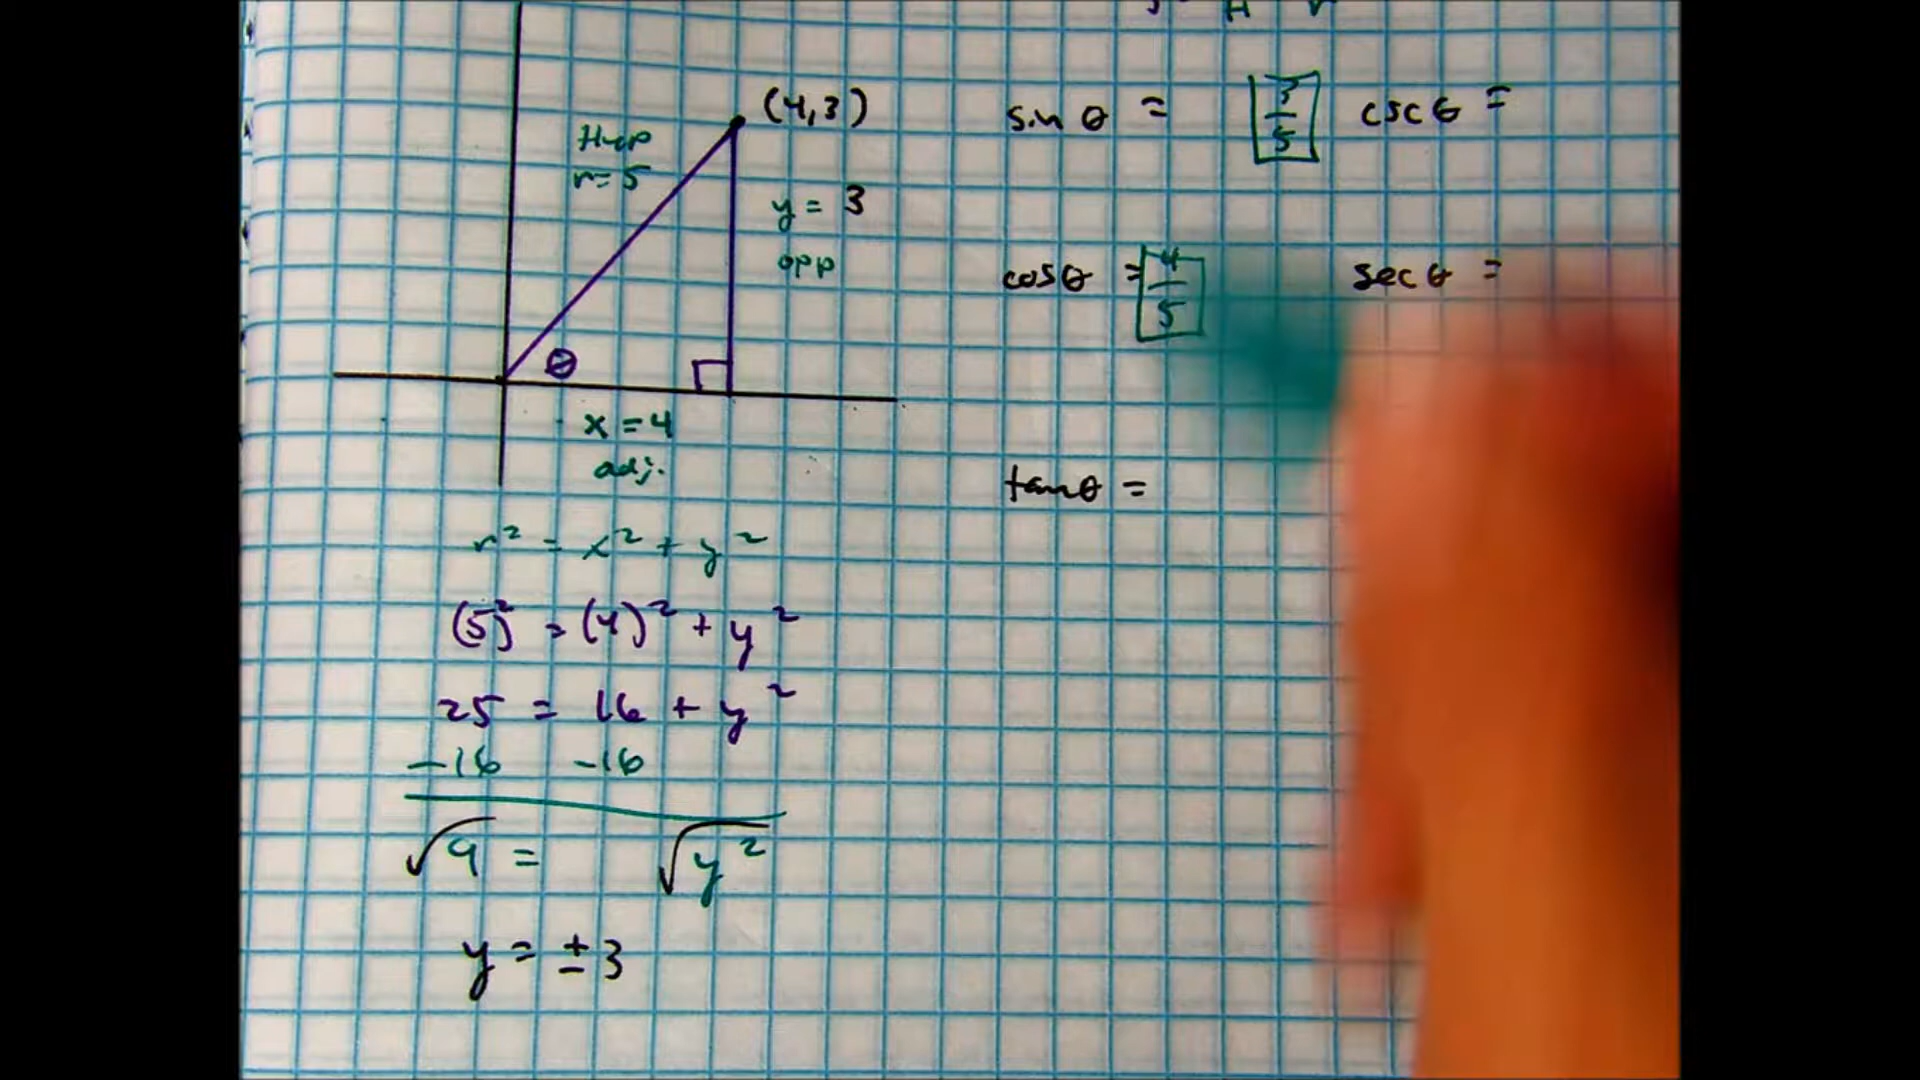 (4,3)
Hyp
r=5
y = 3
opp
θ
x = 4
adj.
r² = x² + y²
(5)² = (4)² + y²
25 = 16 + y²
-16 -16
√9 = √y²
y = ± 3
sin θ = 3/5 csc θ =
cos θ = 4/5 sec θ =
tan θ =